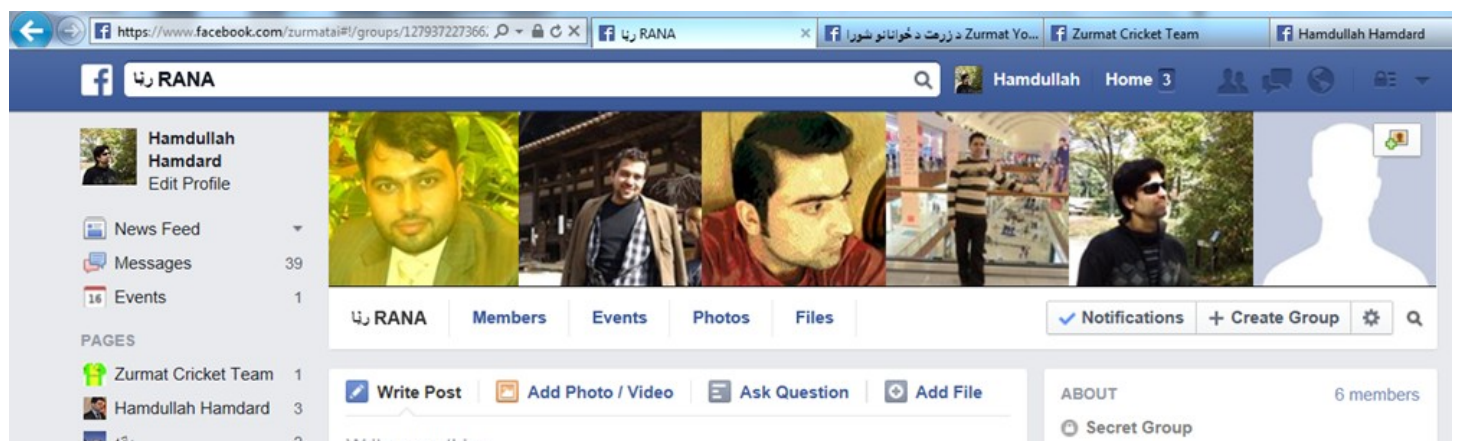 https://www.facebook.com/zurmatai#!/groups/127937227366.
رڼا RANA
د زرمت د ځوانانو شورا Zurmat Yo...
Zurmat Cricket Team
Hamdullah Hamdard
رڼا RANA
Hamdullah
Home 3
Hamdullah
Hamdard
Edit Profile
News Feed
Messages 39
16 Events 1
PAGES
Zurmat Cricket Team 1
Hamdullah Hamdard 3
رڼا RANA
Members
Events
Photos
Files
Notifications
+ Create Group
Write Post
Add Photo / Video
Ask Question
Add File
ABOUT 6 members
Secret Group